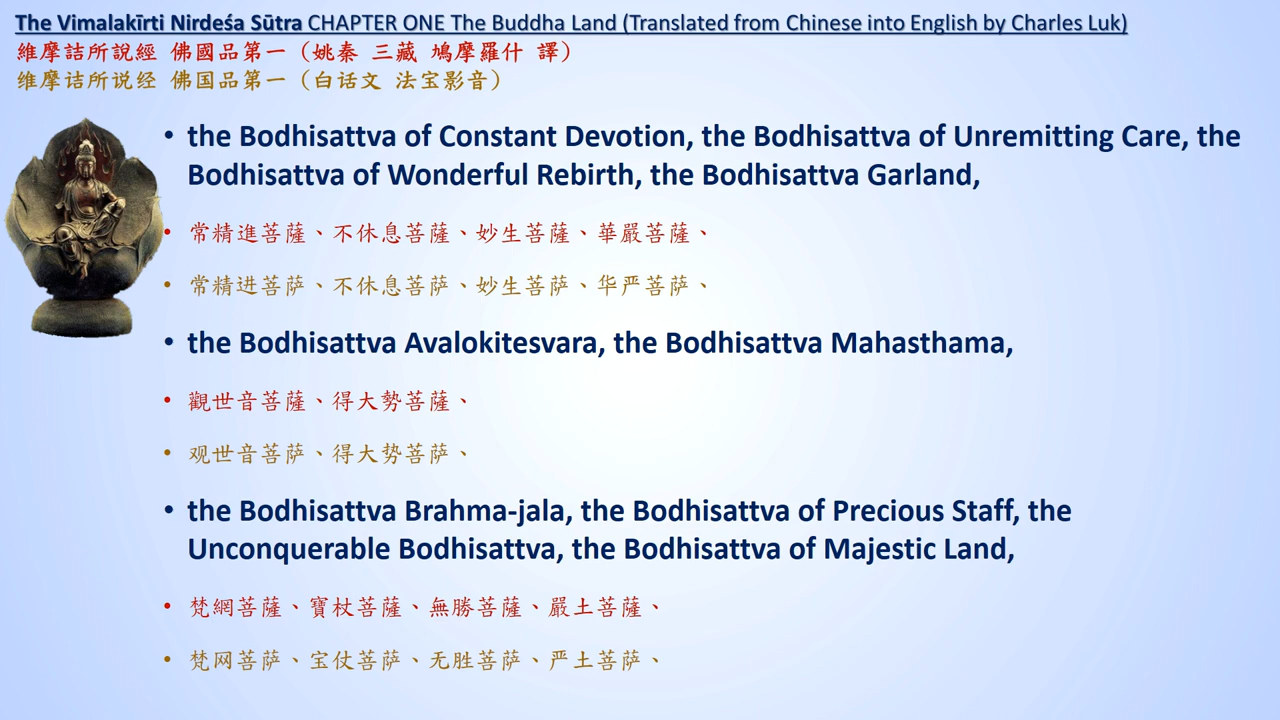 The Vimalakīrti Nirdeśa Sūtra CHAPTER ONE The Buddha Land (Translated from Chinese into English by Charles Luk)
維摩詰所說經 佛國品第一（姚秦 三藏 鳩摩羅什 譯）
维摩诘所说经 佛国品第一（白话文 法宝影音）
• the Bodhisattva of Constant Devotion, the Bodhisattva of Unremitting Care, the
Bodhisattva of Wonderful Rebirth, the Bodhisattva Garland,
• 常精進菩薩、不休息菩薩、妙生菩薩、華嚴菩薩、
• 常精进菩萨、不休息菩萨、妙生菩萨、华严菩萨、
• the Bodhisattva Avalokitesvara, the Bodhisattva Mahasthama,
• 觀世音菩薩、得大勢菩薩、
• 观世音菩萨、得大势菩萨、
• the Bodhisattva Brahma-jala, the Bodhisattva of Precious Staff, the
Unconquerable Bodhisattva, the Bodhisattva of Majestic Land,
• 梵網菩薩、寶杖菩薩、無勝菩薩、嚴土菩薩、
• 梵网菩萨、宝仗菩萨、无胜菩萨、严土菩萨、